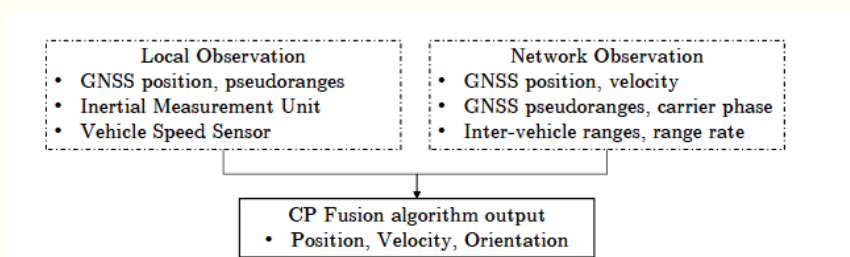 Local Observation
• GNSS position, pseudoranges
• Inertial Measurement Unit
• Vehicle Speed Sensor
Network Observation
• GNSS position, velocity
• GNSS pseudoranges, carrier phase
• Inter-vehicle ranges, range rate
CP Fusion algorithm output
• Position, Velocity, Orientation